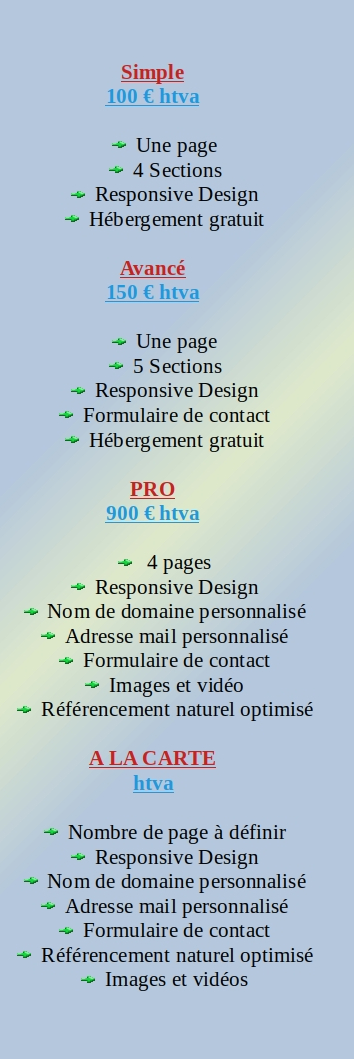 Simple
100 € htva
Une page
4 Sections
Responsive Design
Hébergement gratuit
Avancé
150 € htva
Une page
5 Sections
Responsive Design
Formulaire de contact
Hébergement gratuit
PRO
900 € htva
4 pages
Responsive Design
Nom de domaine personnalisé
Adresse mail personnalisé
Formulaire de contact
Images et vidéo
Référencement naturel optimisé
A LA CARTE
htva
Nombre de page à définir
Responsive Design
Nom de domaine personnalisé
Adresse mail personnalisé
Formulaire de contact
Référencement naturel optimisé
Images et vidéos